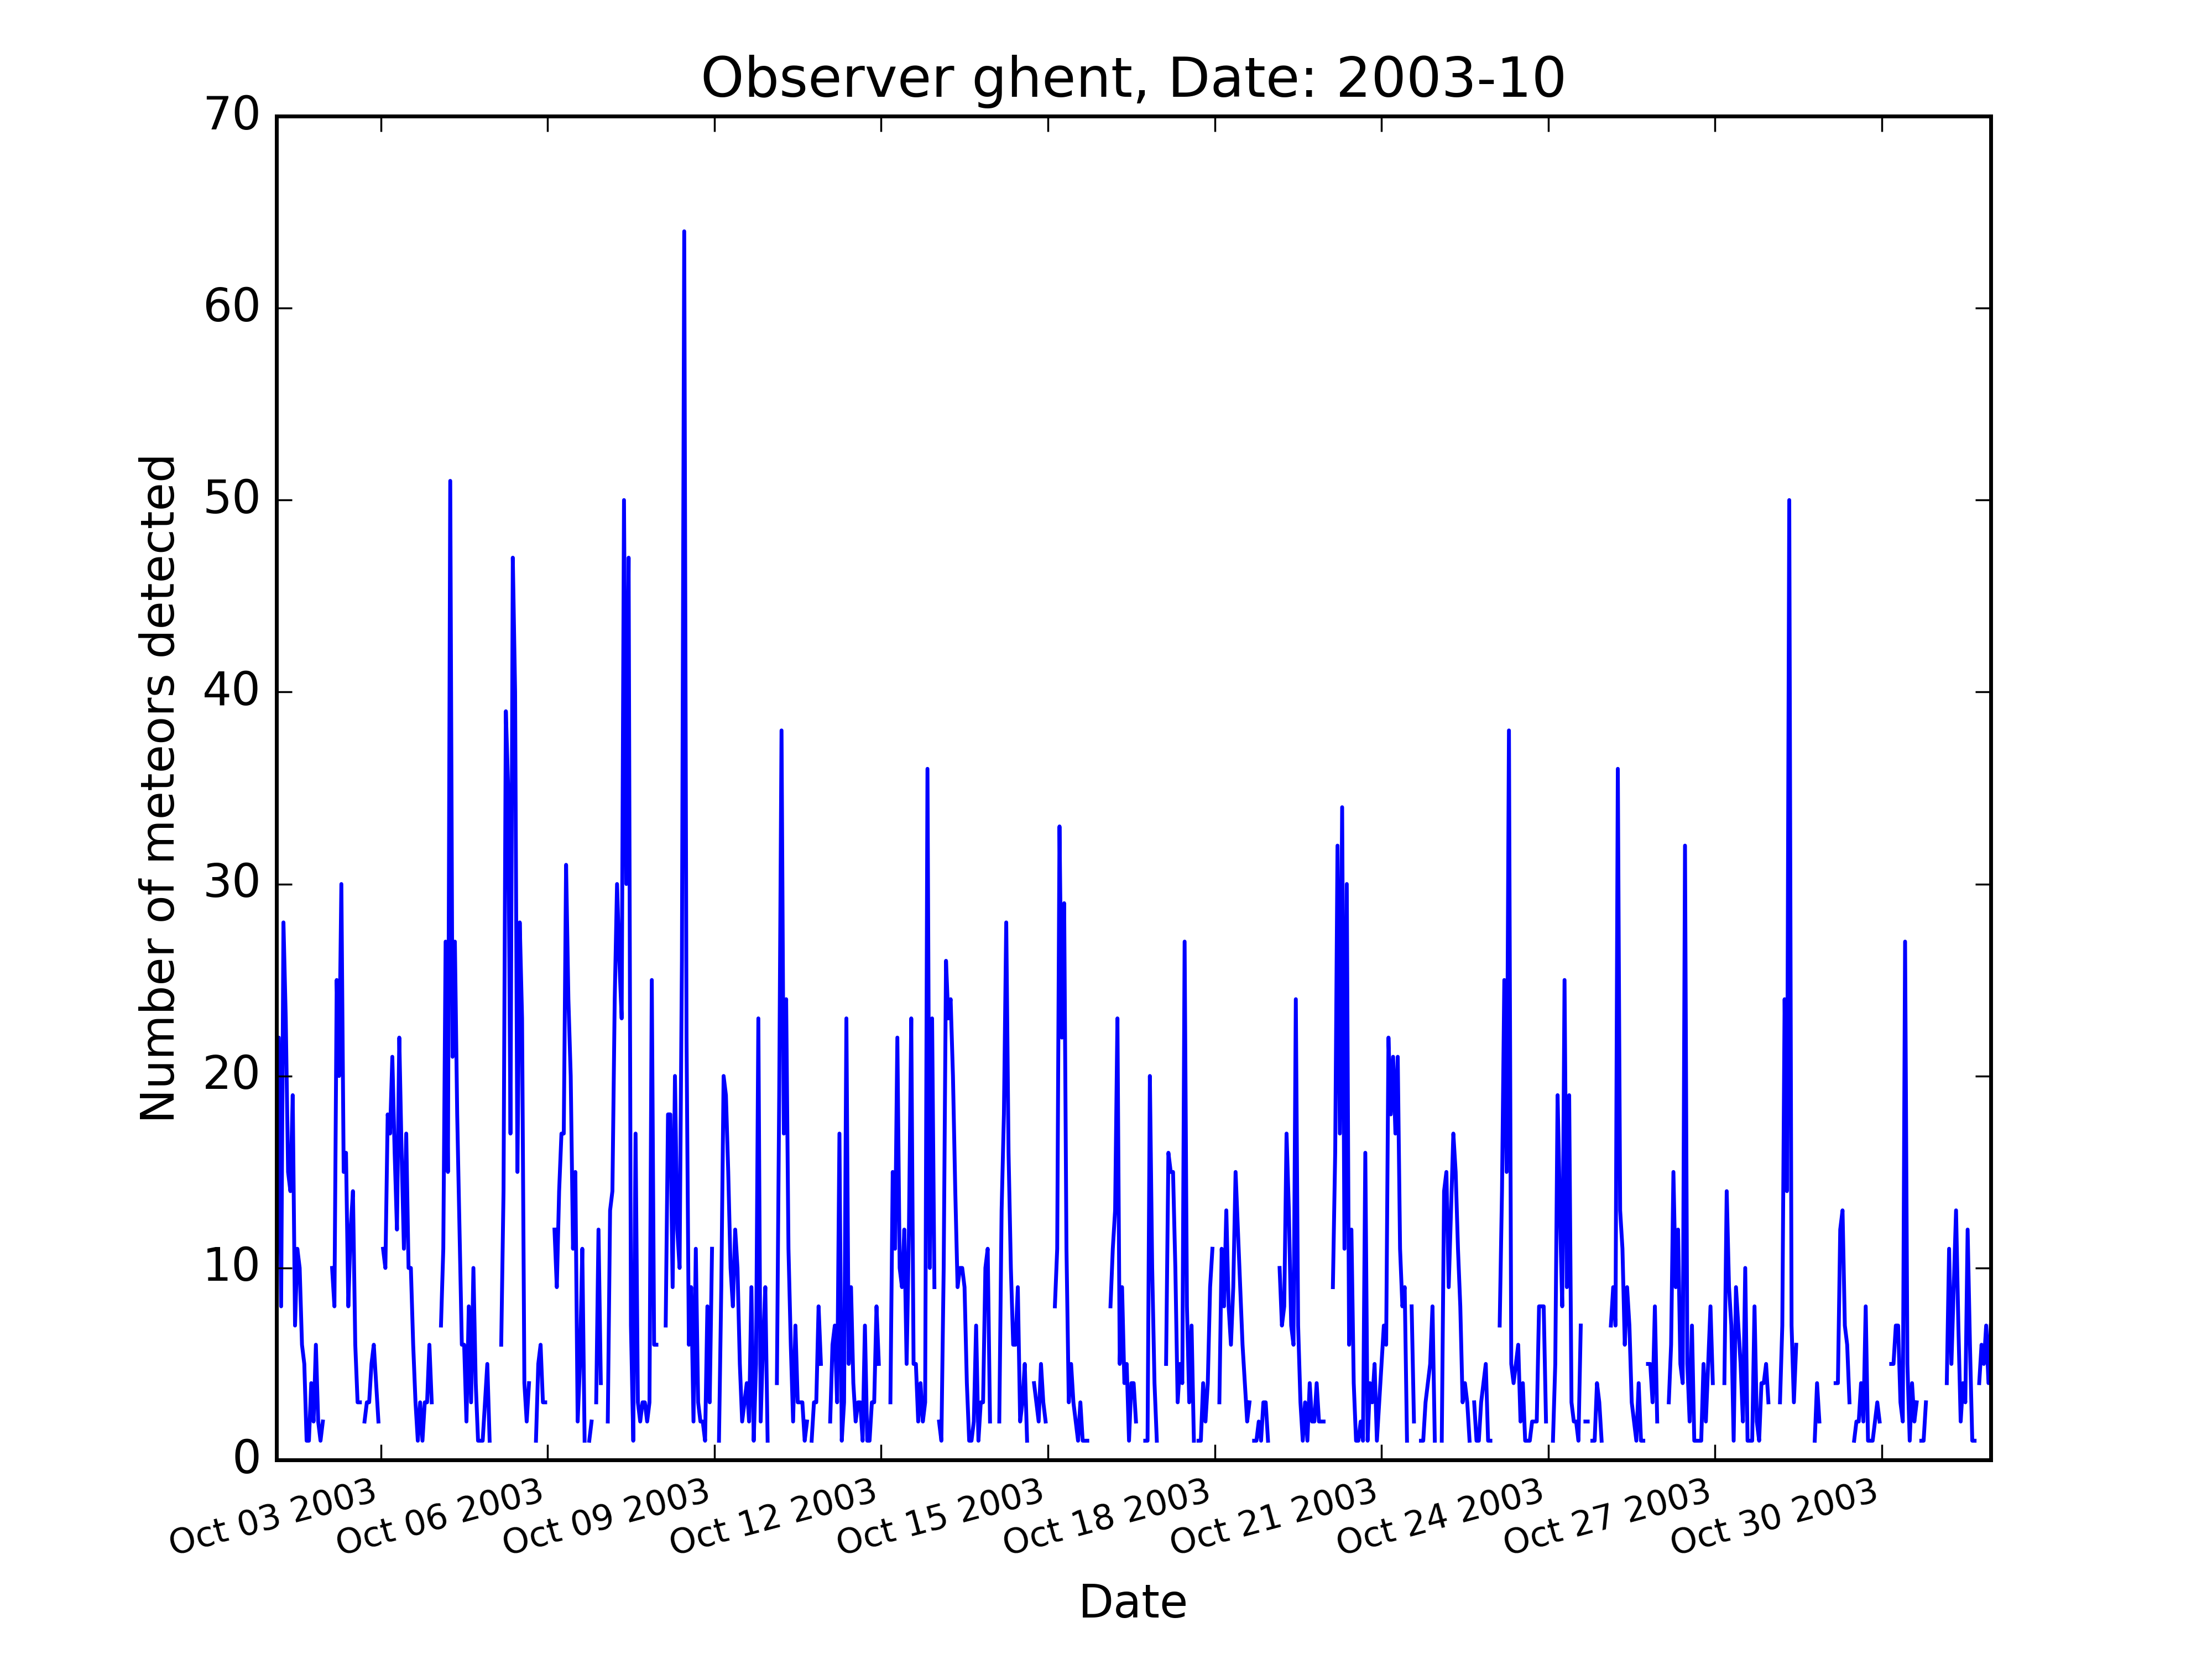 Observer ghent, Date: 2003-10
70
60
50
40
30
20
10
0
Number of meteors detected
Oct 03 2003
Oct 06 2003
Oct 09 2003
Oct 12 2003
Oct 15 2003
Oct 18 2003
Oct 21 2003
Oct 24 2003
Oct 27 2003
Oct 30 2003
Date